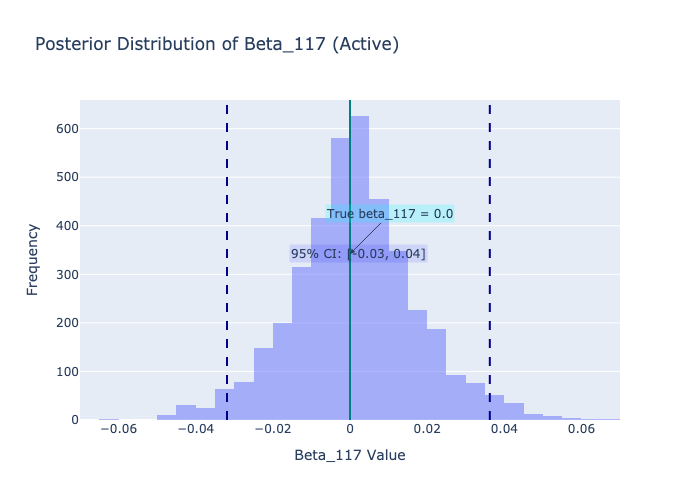 Posterior Distribution of Beta_117 (Active)
600
500
400
300
200
100
0
Frequency
True beta_117 = 0.0
95% CI: [-0.03, 0.04]
−0.06
−0.04
−0.02
0
0.02
0.04
0.06
Beta_117 Value